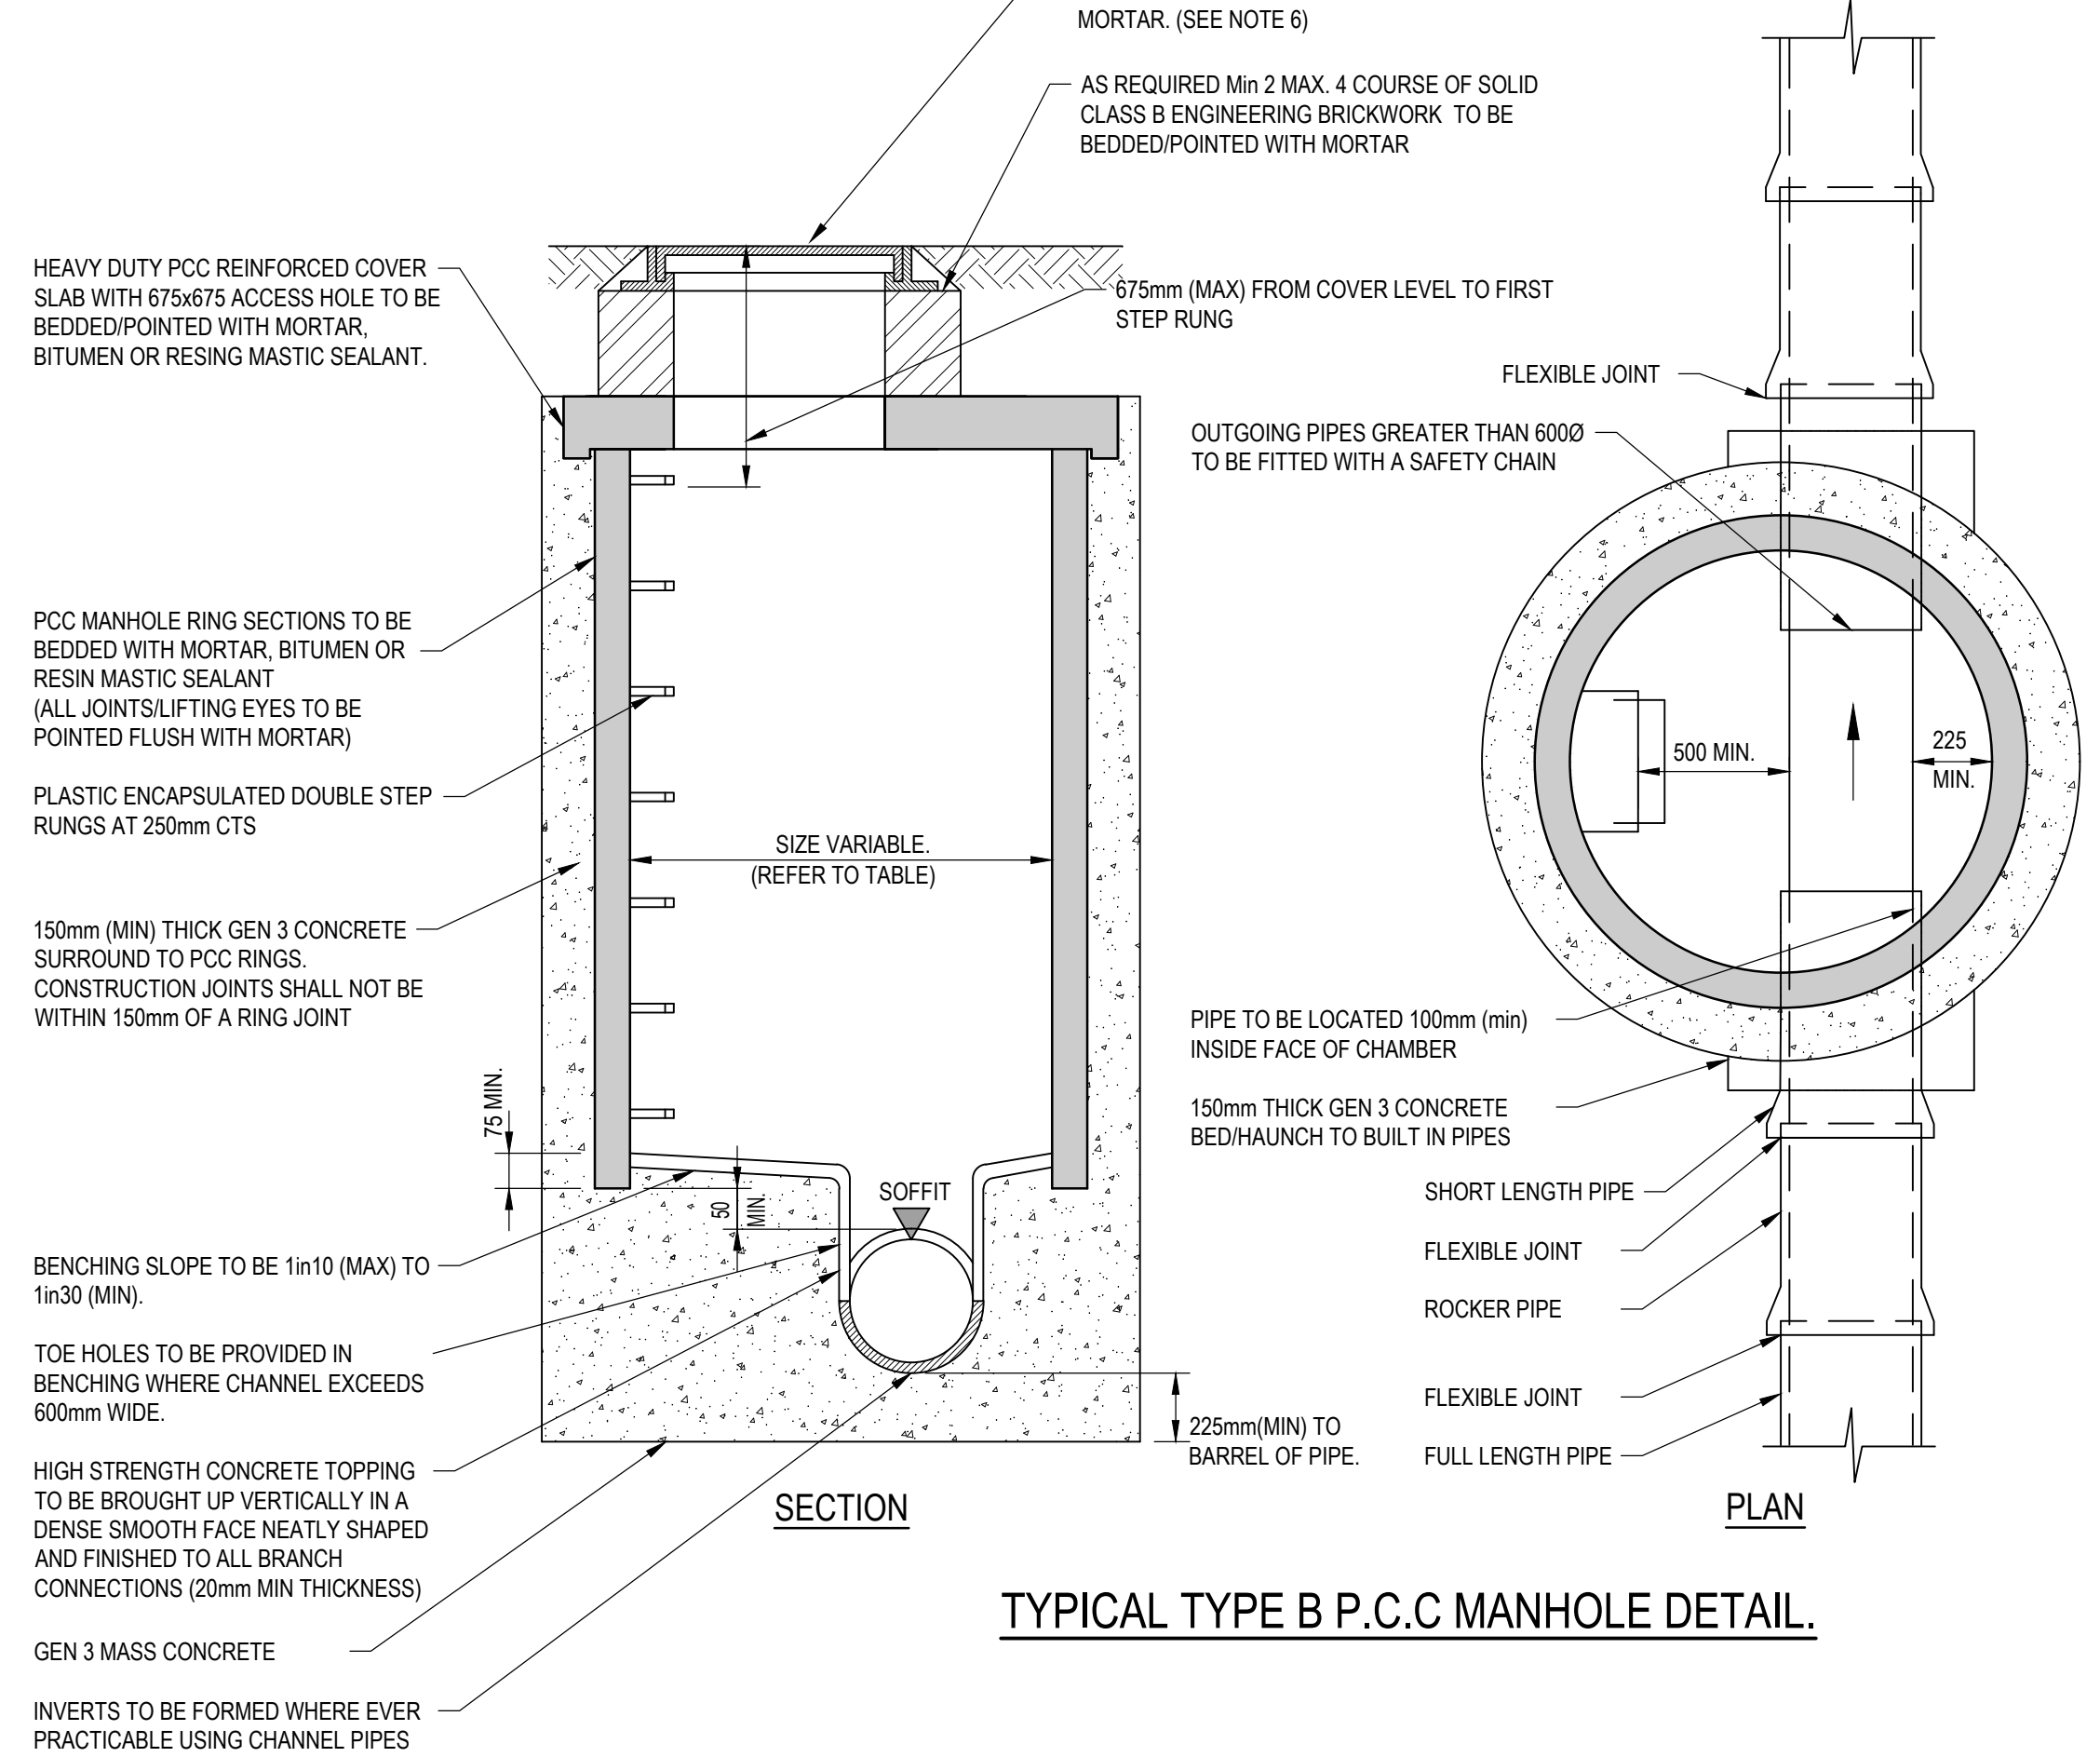 MORTAR. (SEE NOTE 6)
AS REQUIRED Min 2 MAX. 4 COURSE OF SOLID
CLASS B ENGINEERING BRICKWORK TO BE
BEDDED/POINTED WITH MORTAR
HEAVY DUTY PCC REINFORCED COVER
SLAB WITH 675x675 ACCESS HOLE TO BE
BEDDED/POINTED WITH MORTAR,
BITUMEN OR RESING MASTIC SEALANT.
675mm (MAX) FROM COVER LEVEL TO FIRST
STEP RUNG
PCC MANHOLE RING SECTIONS TO BE
BEDDED WITH MORTAR, BITUMEN OR
RESIN MASTIC SEALANT
(ALL JOINTS/LIFTING EYES TO BE
POINTED FLUSH WITH MORTAR)
PLASTIC ENCAPSULATED DOUBLE STEP
RUNGS AT 250mm CTS
SIZE VARIABLE.
(REFER TO TABLE)
150mm (MIN) THICK GEN 3 CONCRETE
SURROUND TO PCC RINGS.
CONSTRUCTION JOINTS SHALL NOT BE
WITHIN 150mm OF A RING JOINT
75 MIN.
50
MIN
SOFFIT
BENCHING SLOPE TO BE 1in10 (MAX) TO
1in30 (MIN).
TOE HOLES TO BE PROVIDED IN
BENCHING WHERE CHANNEL EXCEEDS
600mm WIDE.
HIGH STRENGTH CONCRETE TOPPING
TO BE BROUGHT UP VERTICALLY IN A
DENSE SMOOTH FACE NEATLY SHAPED
AND FINISHED TO ALL BRANCH
CONNECTIONS (20mm MIN THICKNESS)
GEN 3 MASS CONCRETE
INVERTS TO BE FORMED WHERE EVER
PRACTICABLE USING CHANNEL PIPES
225mm(MIN) TO
BARREL OF PIPE.
SECTION
FLEXIBLE JOINT
OUTGOING PIPES GREATER THAN 600Ø
TO BE FITTED WITH A SAFETY CHAIN
500 MIN.
225
MIN.
PIPE TO BE LOCATED 100mm (min)
INSIDE FACE OF CHAMBER
150mm THICK GEN 3 CONCRETE
BED/HAUNCH TO BUILT IN PIPES
SHORT LENGTH PIPE
FLEXIBLE JOINT
ROCKER PIPE
FLEXIBLE JOINT
FULL LENGTH PIPE
PLAN
TYPICAL TYPE B P.C.C MANHOLE DETAIL.